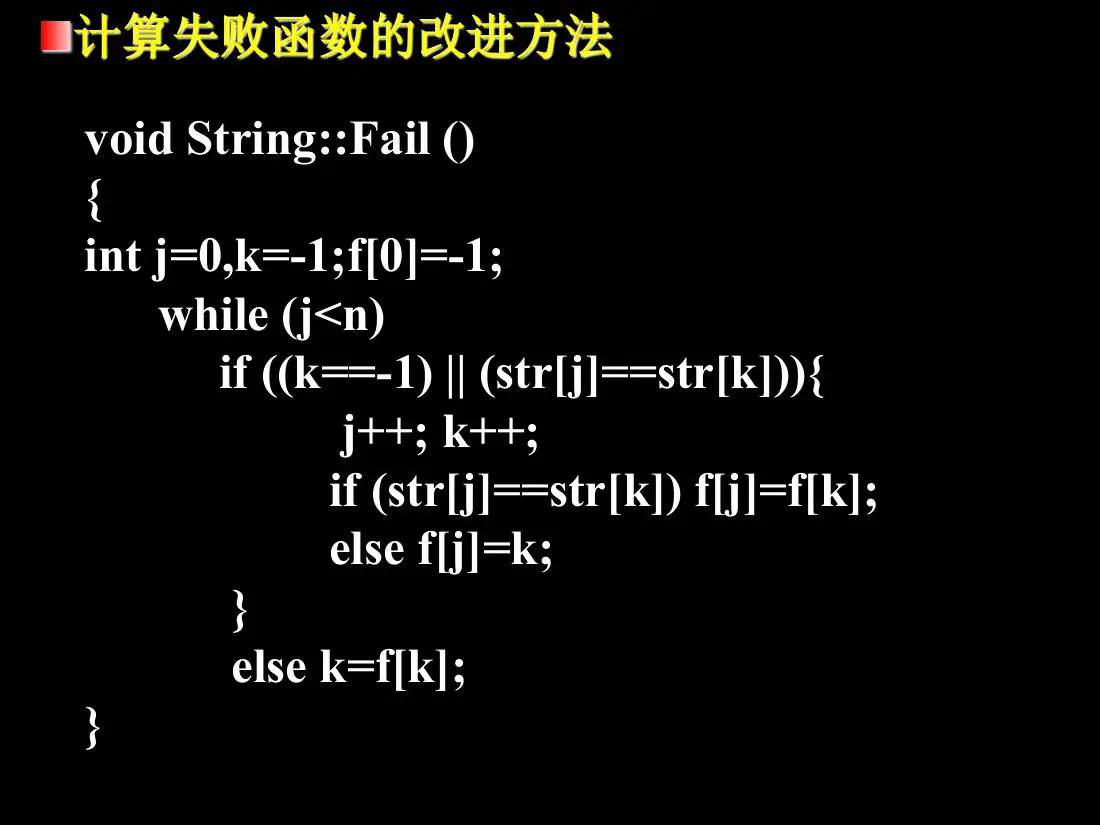 计算失败函数的改进方法
void String::Fail ()
{
int j=0,k=-1;f[0]=-1;
while (j<n)
if ((k==-1) || (str[j]==str[k])){
j++; k++;
if (str[j]==str[k]) f[j]=f[k];
else f[j]=k;
}
else k=f[k];
}